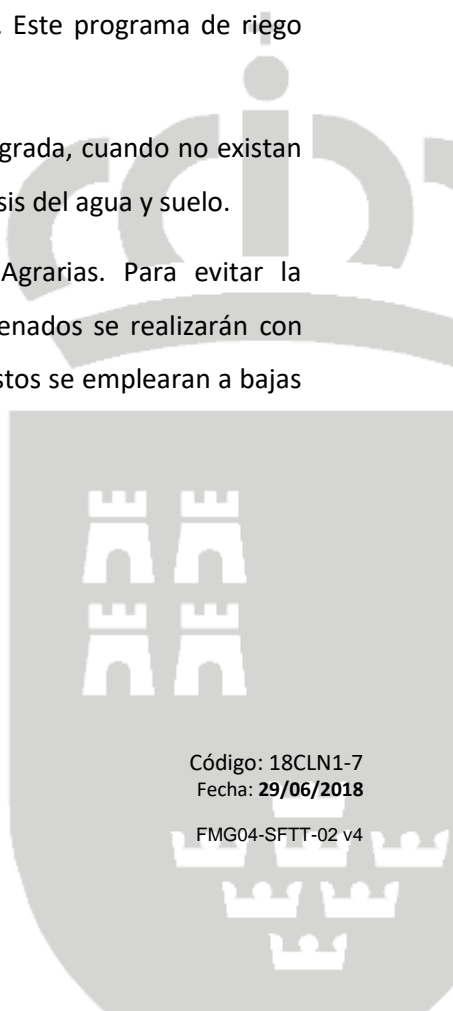 . Este programa de riego
grada, cuando no existan
sis del agua y suelo.
Agrarias. Para evitar la
enados se realizarán con
stos se emplearan a bajas
Código: 18CLN1-7
Fecha: 29/06/2018
FMG04-SFTT-02 v4